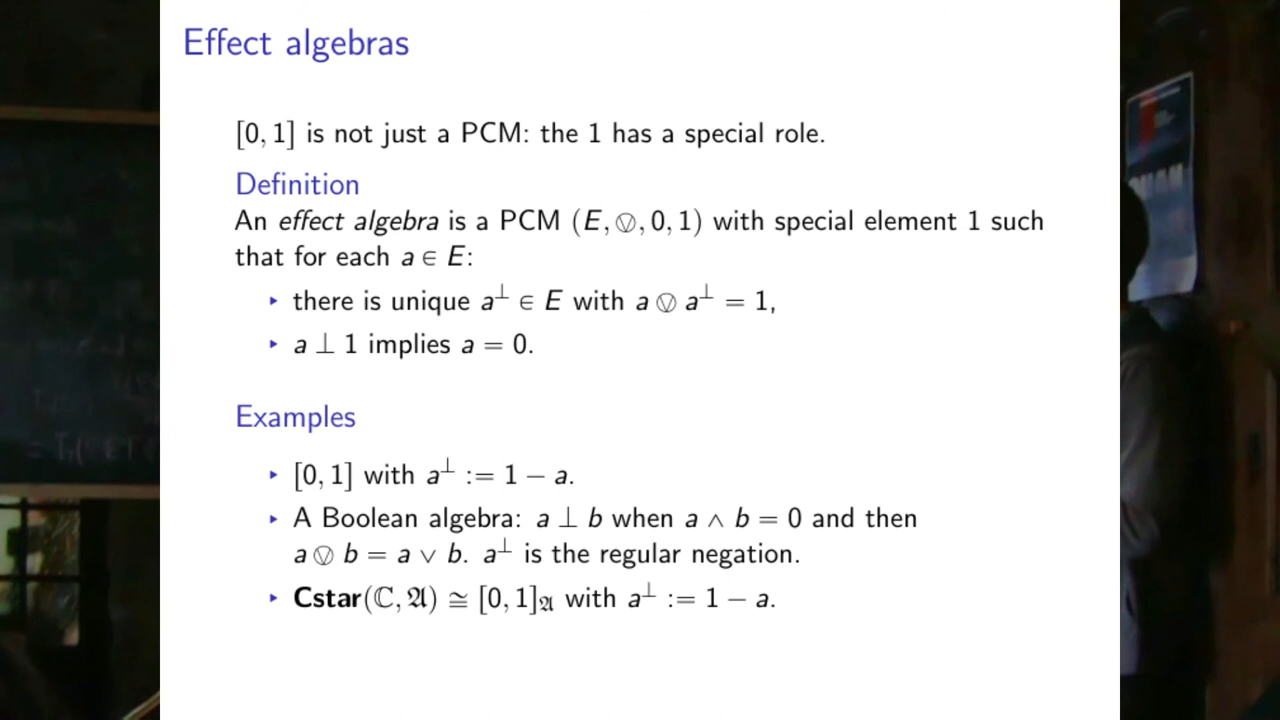 Effect algebras
[0, 1] is not just a PCM: the 1 has a special role.
Definition
An effect algebra is a PCM (E, ⦻, 0, 1) with special element 1 such
that for each a ∈ E:
‣ there is unique a⊥ ∈ E with a ⦻ a⊥ = 1,
‣ a ⊥ 1 implies a = 0.
Examples
‣ [0, 1] with a⊥ := 1 − a.
‣ A Boolean algebra: a ⊥ b when a ∧ b = 0 and then
a ⦻ b = a ∨ b. a⊥ is the regular negation.
‣ Cstar(ℂ, 𝔄) ≅ [0, 1]𝔄 with a⊥ := 1 − a.